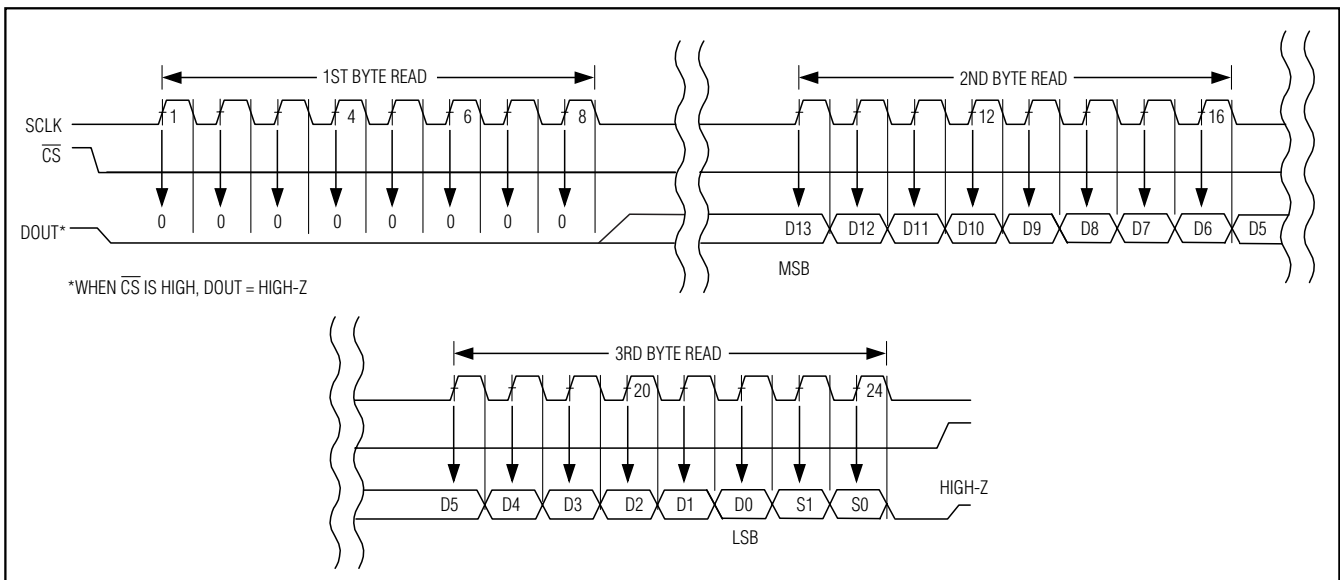 1ST BYTE READ
2ND BYTE READ
SCLK 1 4 6 8 12 16
CS
0 0 0 0 0 0 0 0
DOUT* D13 D12 D11 D10 D9 D8 D7 D6 D5
MSB
*WHEN CS IS HIGH, DOUT = HIGH-Z
3RD BYTE READ
20 24
HIGH-Z
D5 D4 D3 D2 D1 D0 S1 S0
LSB